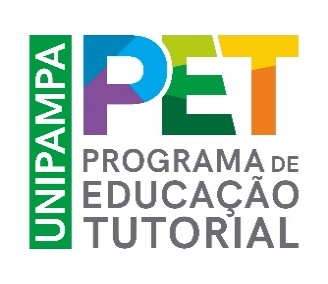 UNIPAMPA
PET
PROGRAMA DE
EDUCAÇÃO
TUTORIAL